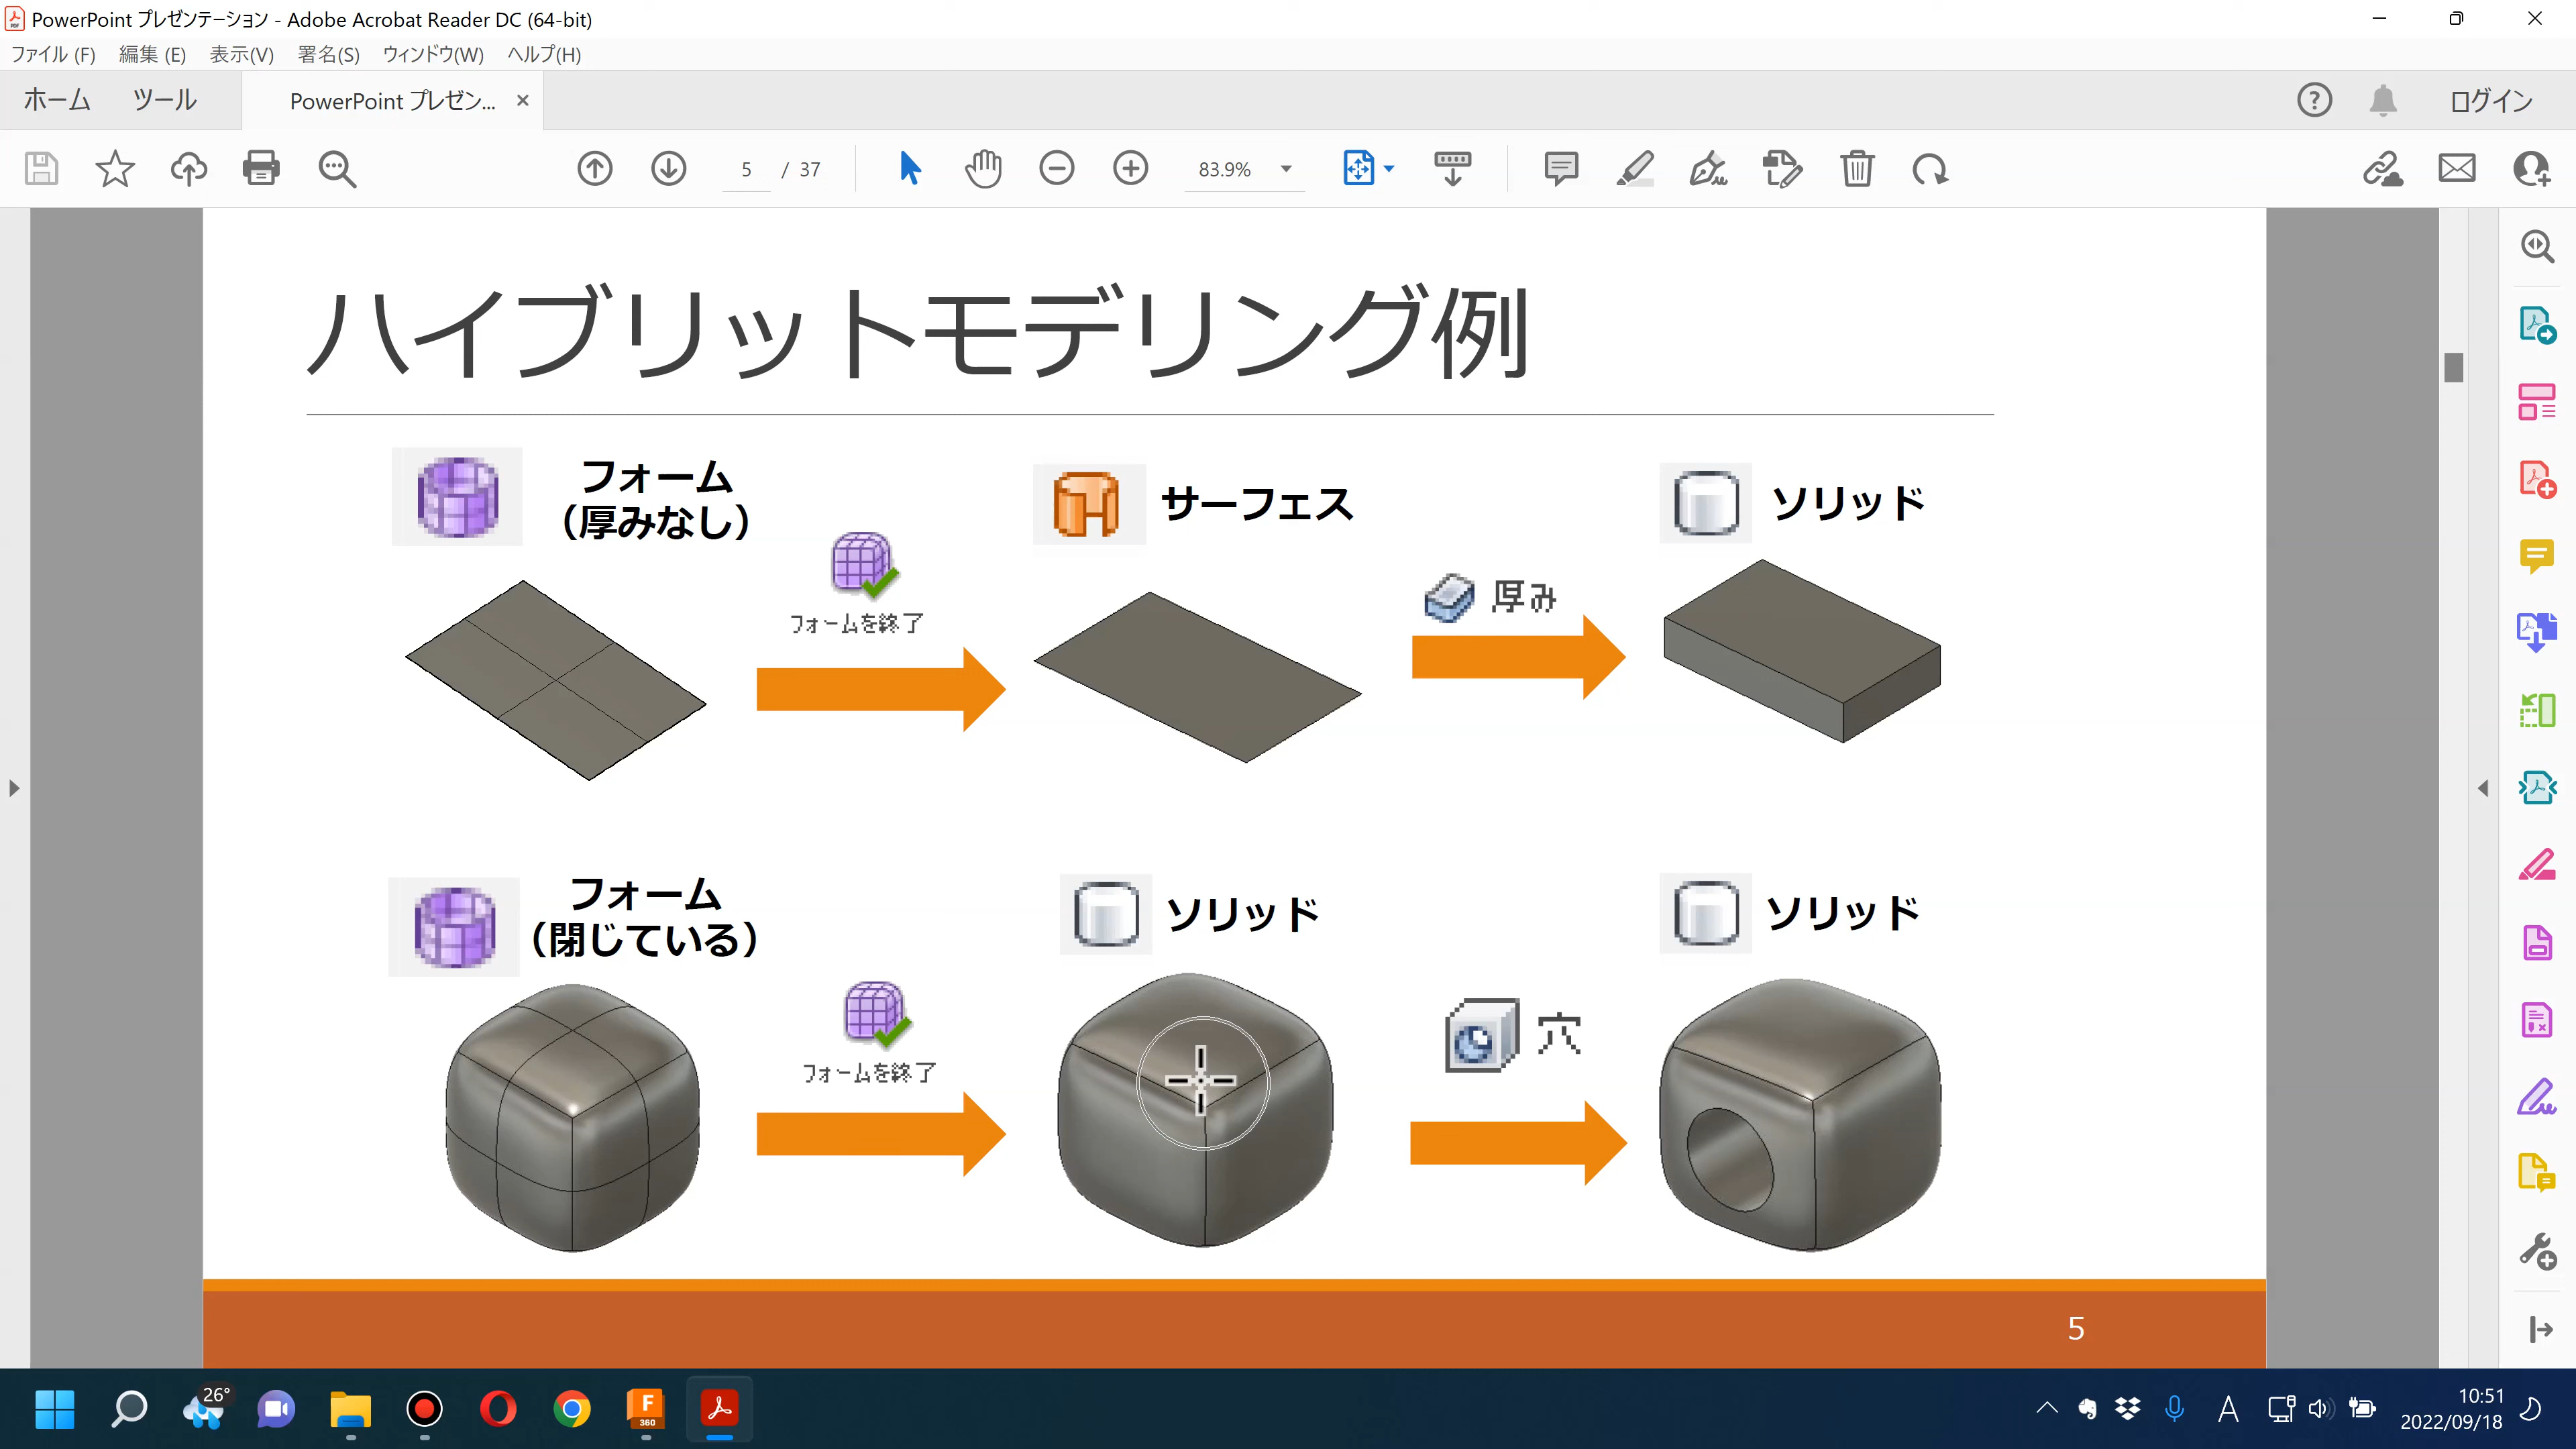 PowerPoint プレゼンテーション - Adobe Acrobat Reader DC (64-bit)
ファイル (F) 編集 (E) 表示(V) 署名(S) ウィンドウ(W) ヘルプ(H)
ホーム ツール PowerPoint プレゼン... ログイン
5 / 37 83.9%
ハイブリットモデリング例
フォーム
（厚みなし）
フォームを終了
サーフェス
厚み
ソリッド
フォーム
（閉じている）
フォームを終了
ソリッド
穴
ソリッド
5
26°
F
360
A
10:51
2022/09/18